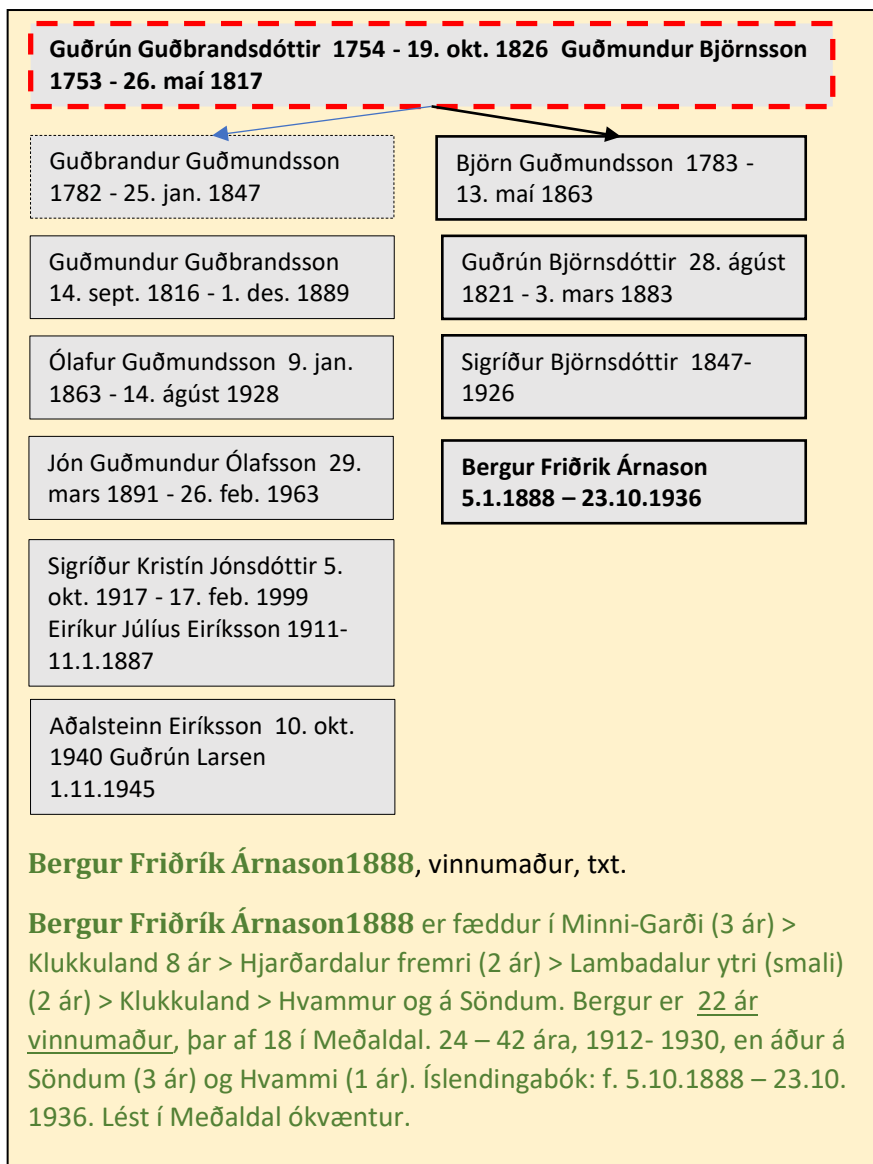 Guðrún Guðbrandsdóttir 1754 - 19. okt. 1826 Guðmundur Björnsson
1753 - 26. maí 1817
Guðbrandur Guðmundsson
1782 - 25. jan. 1847
Guðmundur Guðbrandsson
14. sept. 1816 - 1. des. 1889
Ólafur Guðmundsson 9. jan.
1863 - 14. ágúst 1928
Jón Guðmundur Ólafsson 29.
mars 1891 - 26. feb. 1963
Sigríður Kristín Jónsdóttir 5.
okt. 1917 - 17. feb. 1999
Eiríkur Júlíus Eiríksson 1911-
11.1.1887
Aðalsteinn Eiríksson 10. okt.
1940 Guðrún Larsen
1.11.1945
Björn Guðmundsson 1783 -
13. maí 1863
Guðrún Björnsdóttir 28. ágúst
1821 - 3. mars 1883
Sigríður Björnsdóttir 1847-
1926
Bergur Friðrik Árnason
5.1.1888 – 23.10.1936
Bergur Friðrík Árnason1888, vinnumaður, txt.
Bergur Friðrík Árnason1888 er fæddur í Minni-Garði (3 ár) >
Klukkuland 8 ár > Hjarðardalur fremri (2 ár) > Lambadalur ytri (smali)
(2 ár) > Klukkuland > Hvammur og á Söndum. Bergur er 22 ár
vinnumaður, þar af 18 í Meðaldal. 24 – 42 ára, 1912- 1930, en áður á
Söndum (3 ár) og Hvammi (1 ár). Íslendingabók: f. 5.10.1888 – 23.10.
1936. Lést í Meðaldal ókvæntur.